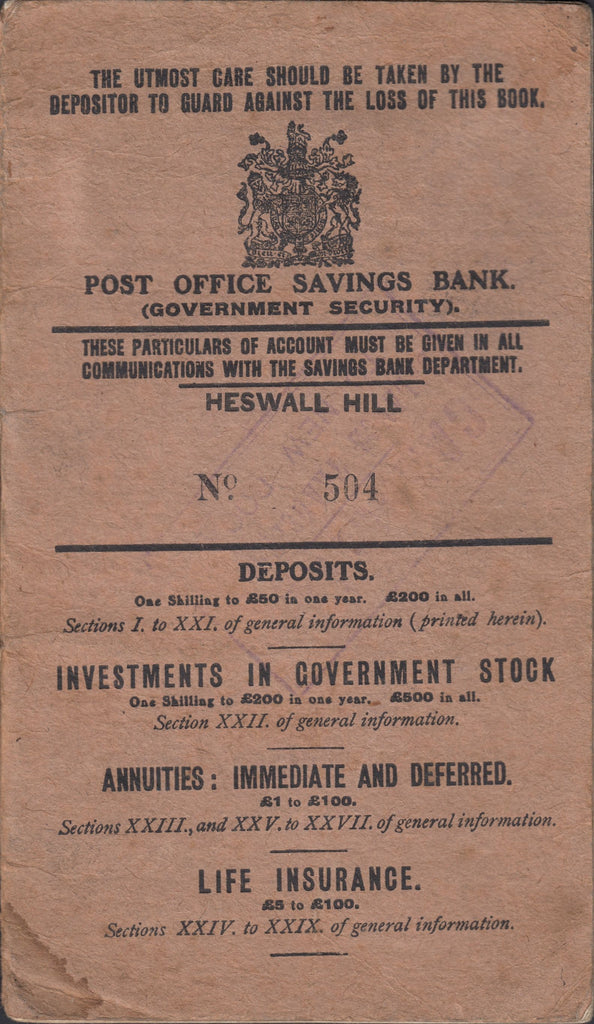 THE UTMOST CARE SHOULD BE TAKEN BY THE
DEPOSITOR TO GUARD AGAINST THE LOSS OF THIS BOOK.
POST OFFICE SAVINGS BANK.
(GOVERNMENT SECURITY).
THESE PARTICULARS OF ACCOUNT MUST BE GIVEN IN ALL
COMMUNICATIONS WITH THE SAVINGS BANK DEPARTMENT.
HESWALL HILL
Nº 504
DEPOSITS.
One Shilling to £50 in one year. £200 in all.
Sections I. to XXI. of general information (printed herein).
INVESTMENTS IN GOVERNMENT STOCK
One Shilling to £200 in one year. £500 in all.
Section XXII. of general information.
ANNUITIES: IMMEDIATE AND DEFERRED.
£1 to £100.
Sections XXIII., and XXV. to XXVII. of general information.
LIFE INSURANCE.
£5 to £100.
Sections XXIV. to XXIX. of general information.